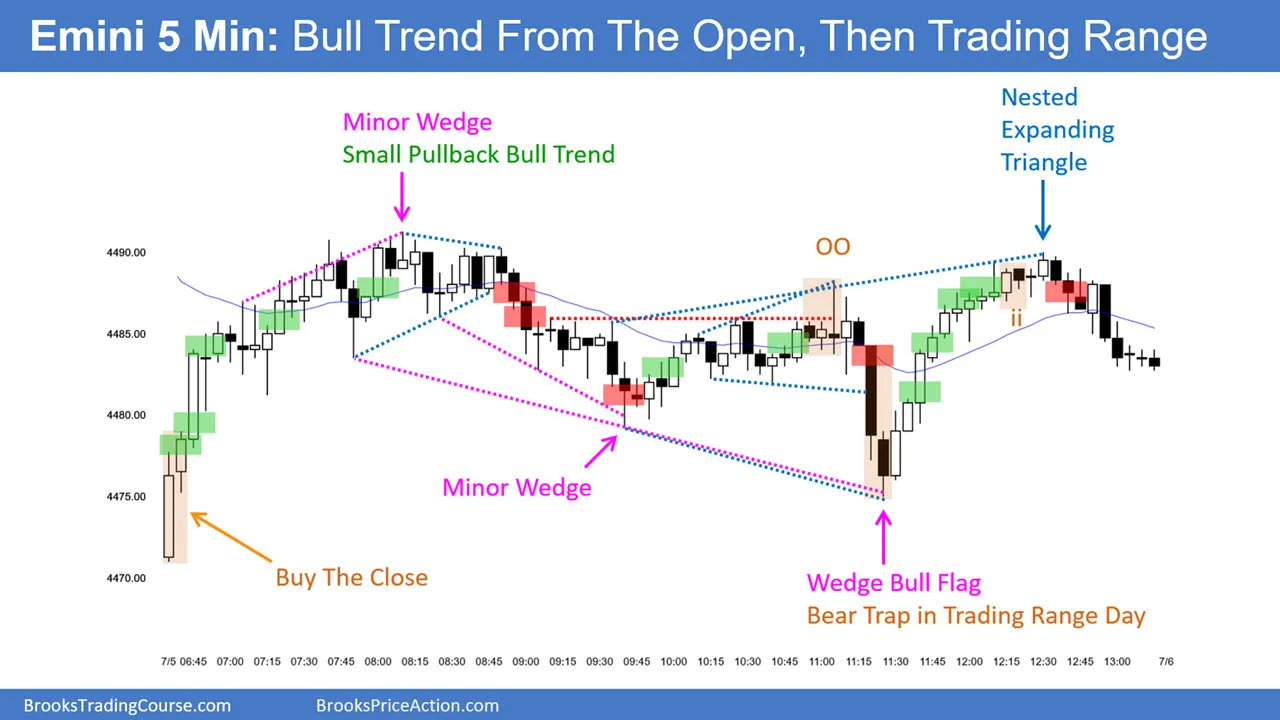 Emini 5 Min: Bull Trend From The Open, Then Trading Range
Nested
Expanding
Triangle
Minor Wedge
Small Pullback Bull Trend
OO
4490.00
4485.00
4480.00
4475.00
4470.00
ii
Minor Wedge
Buy The Close
Wedge Bull Flag
Bear Trap in Trading Range Day
7/5 06:45 07:00 07:15 07:30 07:45 08:00 08:15 08:30 08:45 09:00 09:15 09:30 09:45 10:00 10:15 10:30 10:45 11:00 11:15 11:30 11:45 12:00 12:15 12:30 12:45 13:00 7/6
BrooksTradingCourse.com BrooksPriceAction.com